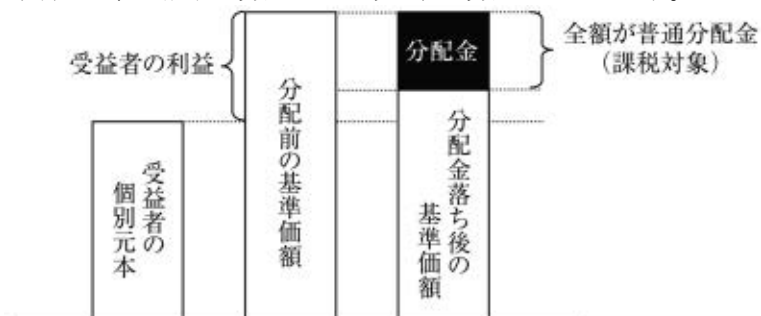 受益者の利益
分配金
全額が普通分配金
（課税対象）
受益者の
個別元本
分配前の基準価額
分配金落ち後の
基準価額